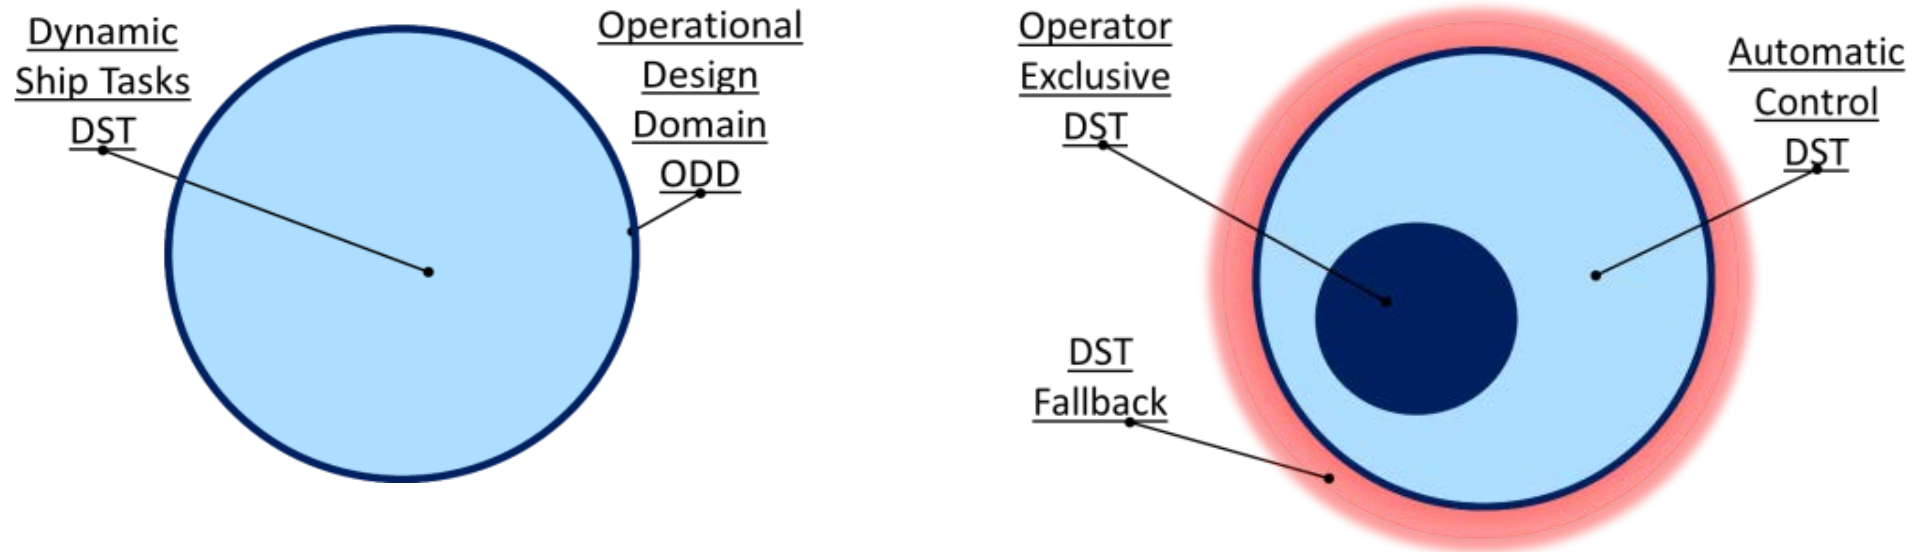 Dynamic
Ship Tasks
DST
Operational
Design
Domain
ODD
Operator
Exclusive
DST
Automatic
Control
DST
DST
Fallback